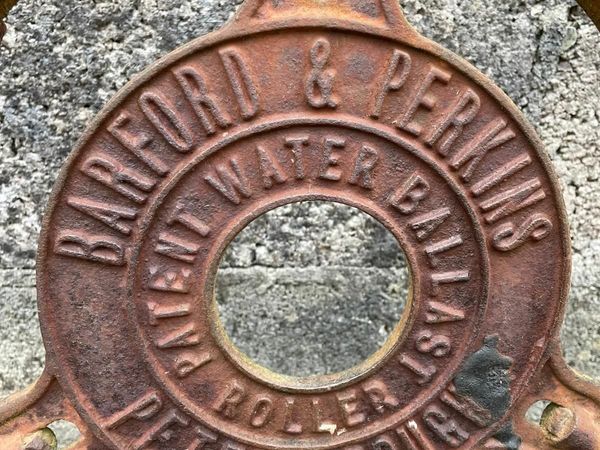 BARFORD & PERKINS
PATENT WATER BALLAST
ROLLER